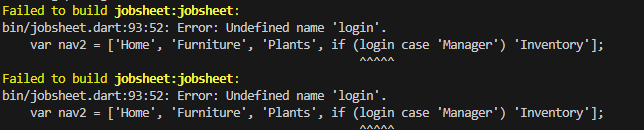 Failed to build jobsheet:jobsheet:
bin/jobsheet.dart:93:52: Error: Undefined name 'login'.
    var nav2 = ['Home', 'Furniture', 'Plants', if (login case 'Manager') 'Inventory'];
                                                   ^^^^^
Failed to build jobsheet:jobsheet:
bin/jobsheet.dart:93:52: Error: Undefined name 'login'.
    var nav2 = ['Home', 'Furniture', 'Plants', if (login case 'Manager') 'Inventory'];
                                                   ^^^^^